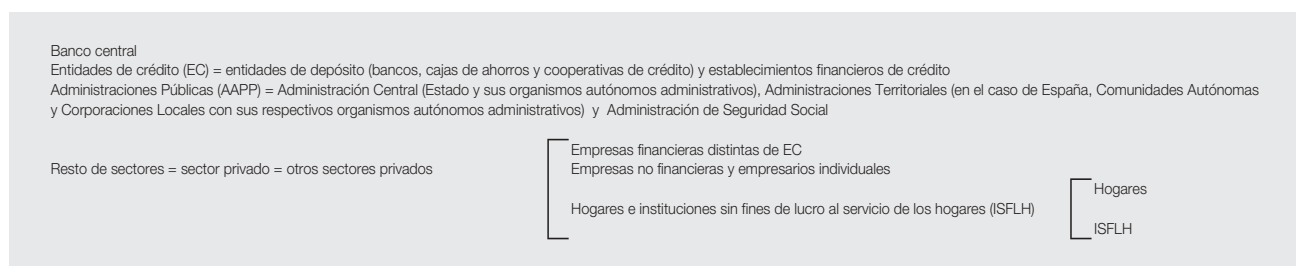 Banco central
Entidades de crédito (EC) = entidades de depósito (bancos, cajas de ahorros y cooperativas de crédito) y establecimientos financieros de crédito
Administraciones Públicas (AAPP) = Administración Central (Estado y sus organismos autónomos administrativos), Administraciones Territoriales (en el caso de España, Comunidades Autónomas
y Corporaciones Locales con sus respectivos organismos autónomos administrativos) y Administración de Seguridad Social
Empresas financieras distintas de EC
Resto de sectores = sector privado = otros sectores privados
Empresas no financieras y empresarios individuales
Hogares e instituciones sin fines de lucro al servicio de los hogares (ISFLH)
Hogares
ISFLH